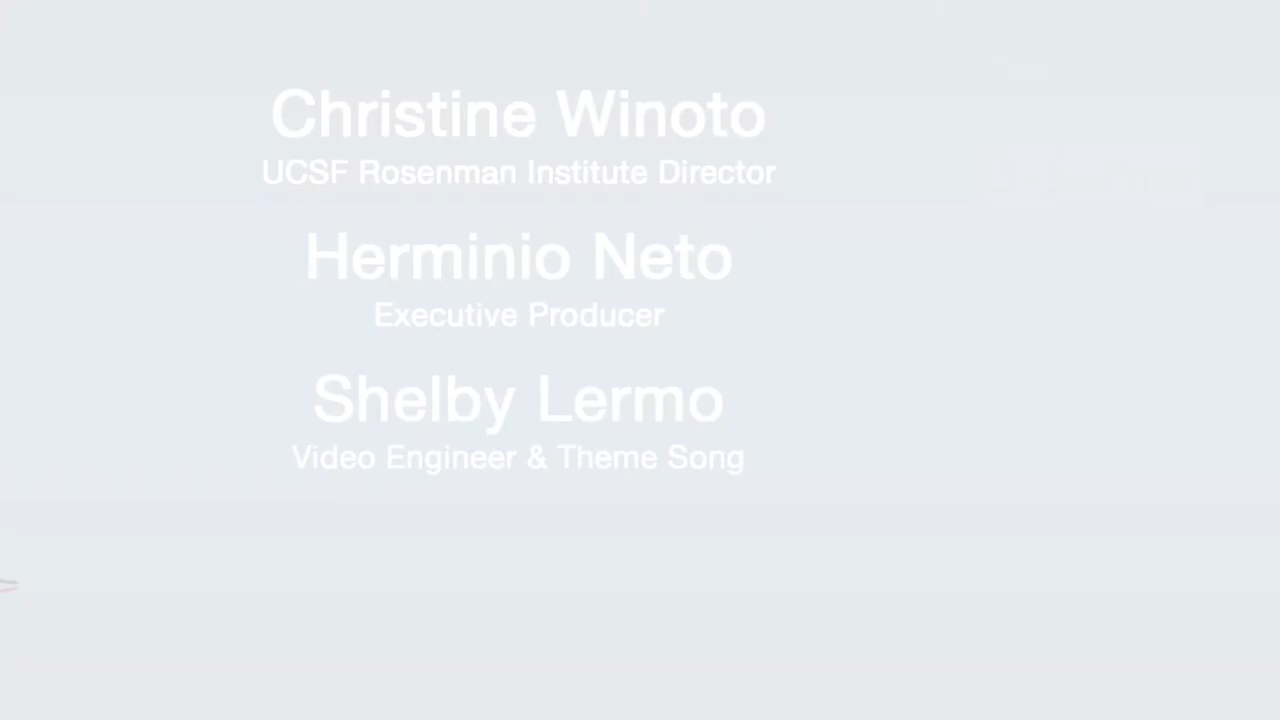 Christine Winoto
UCSF Rosenman Institute Director
Herminio Neto
Executive Producer
Shelby Lermo
Video Engineer & Theme Song